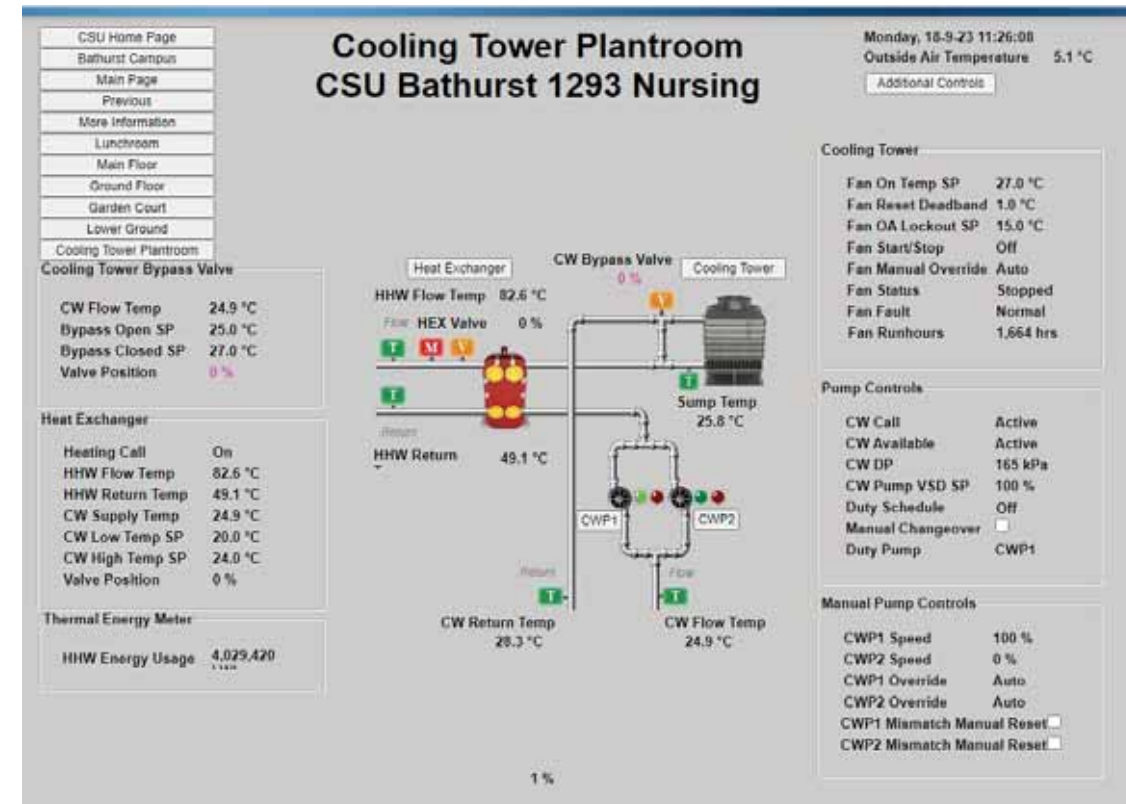 CSU Home Page
Bathurst Campus
Main Page
Previous
More Information
Lunchroom
Main Floor
Ground Floor
Garden Court
Lower Ground
Cooling Tower Plantroom
Cooling Tower Plantroom
CSU Bathurst 1293 Nursing
Monday, 18-9-23 11:26:08
Outside Air Temperature 5.1 °C
Additional Controls
Cooling Tower Bypass Valve
CW Flow Temp 24.9 °C
Bypass Open SP 25.0 °C
Bypass Closed SP 27.0 °C
Valve Position 0 %
Heat Exchanger
Heating Call On
HHW Flow Temp 82.6 °C
HHW Return Temp 49.1 °C
CW Supply Temp 24.9 °C
CW Low Temp SP 20.0 °C
CW High Temp SP 24.0 °C
Valve Position 0 %
Thermal Energy Meter
HHW Energy Usage 4,029,420
Heat Exchanger
CW Bypass Valve
0 %
Cooling Tower
HHW Flow Temp 82.6 °C
Flow HEX Valve 0 %
V
T M V
T
T
Sump Temp
25.8 °C
Return
HHW Return 49.1 °C
CWP1
CWP2
Return
Flow
T
T
CW Return Temp
28.3 °C
CW Flow Temp
24.9 °C
1 %
Cooling Tower
Fan On Temp SP 27.0 °C
Fan Reset Deadband 1.0 °C
Fan OA Lockout SP 15.0 °C
Fan Start/Stop Off
Fan Manual Override Auto
Fan Status Stopped
Fan Fault Normal
Fan Runhours 1,664 hrs
Pump Controls
CW Call Active
CW Available Active
CW DP 165 kPa
CW Pump VSD SP 100 %
Duty Schedule Off
Manual Changeover
Duty Pump CWP1
Manual Pump Controls
CWP1 Speed 100 %
CWP2 Speed 0 %
CWP1 Override Auto
CWP2 Override Auto
CWP1 Mismatch Manual Reset
CWP2 Mismatch Manual Reset